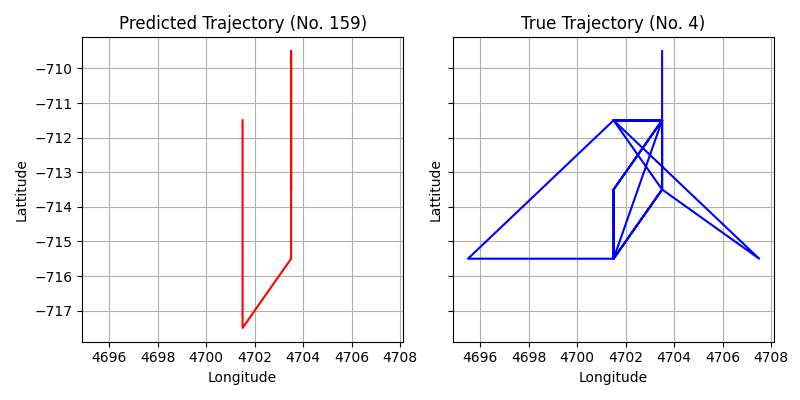 Predicted Trajectory (No. 159)
True Trajectory (No. 4)
−710
−711
−712
−713
−714
−715
−716
−717
Lattitude
4696 4698 4700 4702 4704 4706 4708
Longitude
Lattitude
4696 4698 4700 4702 4704 4706 4708
Longitude